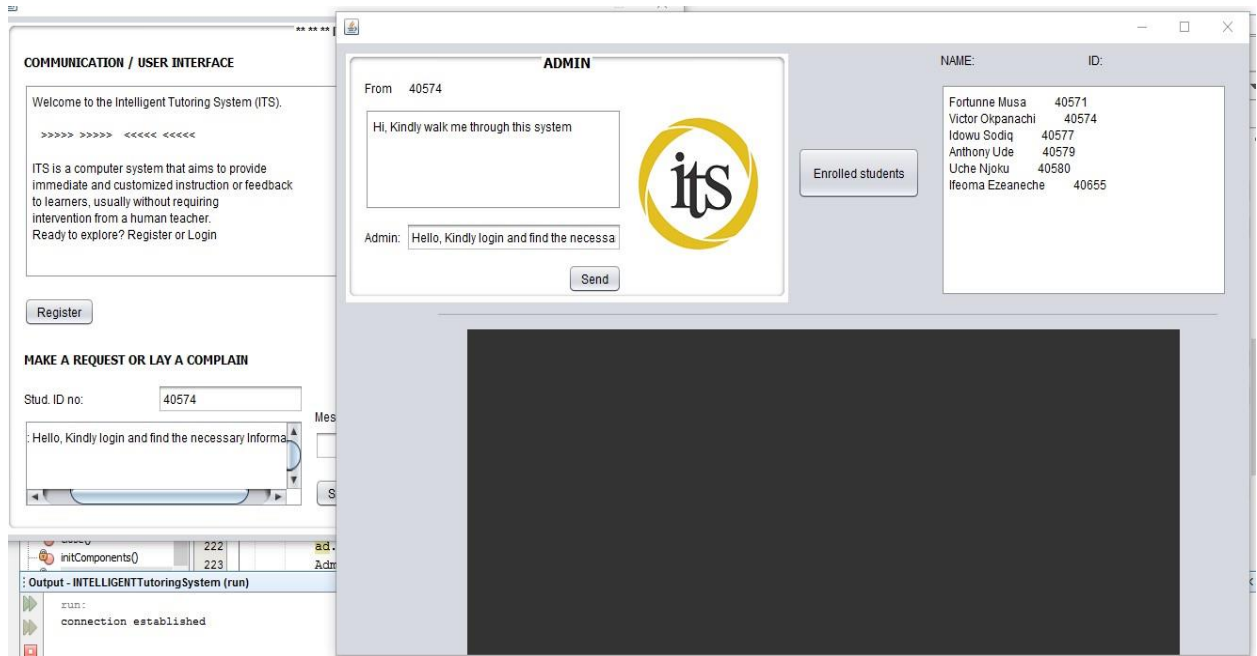 ** ** **
COMMUNICATION / USER INTERFACE
Welcome to the Intelligent Tutoring System (ITS).
>>>>> >>>>> <<<<< <<<<<
ITS is a computer system that aims to provide
immediate and customized instruction or feedback
to learners, usually without requiring
intervention from a human teacher.
Ready to explore? Register or Login
Register
MAKE A REQUEST OR LAY A COMPLAIN
Stud. ID no: 40574
: Hello, Kindly login and find the necessary Informa
Mes
S
ADMIN
From 40574
Hi, Kindly walk me through this system
Admin: Hello, Kindly login and find the necessa
Send
its
Enrolled students
NAME: ID:
Fortunne Musa 40571
Victor Okpanachi 40574
Idowu Sodiq 40577
Anthony Ude 40579
Uche Njoku 40580
Ifeoma Ezeaneche 40655
initComponents()
222 ad.
223 Adm
Output - INTELLIGENTTutoringSystem (run)
run:
connection established